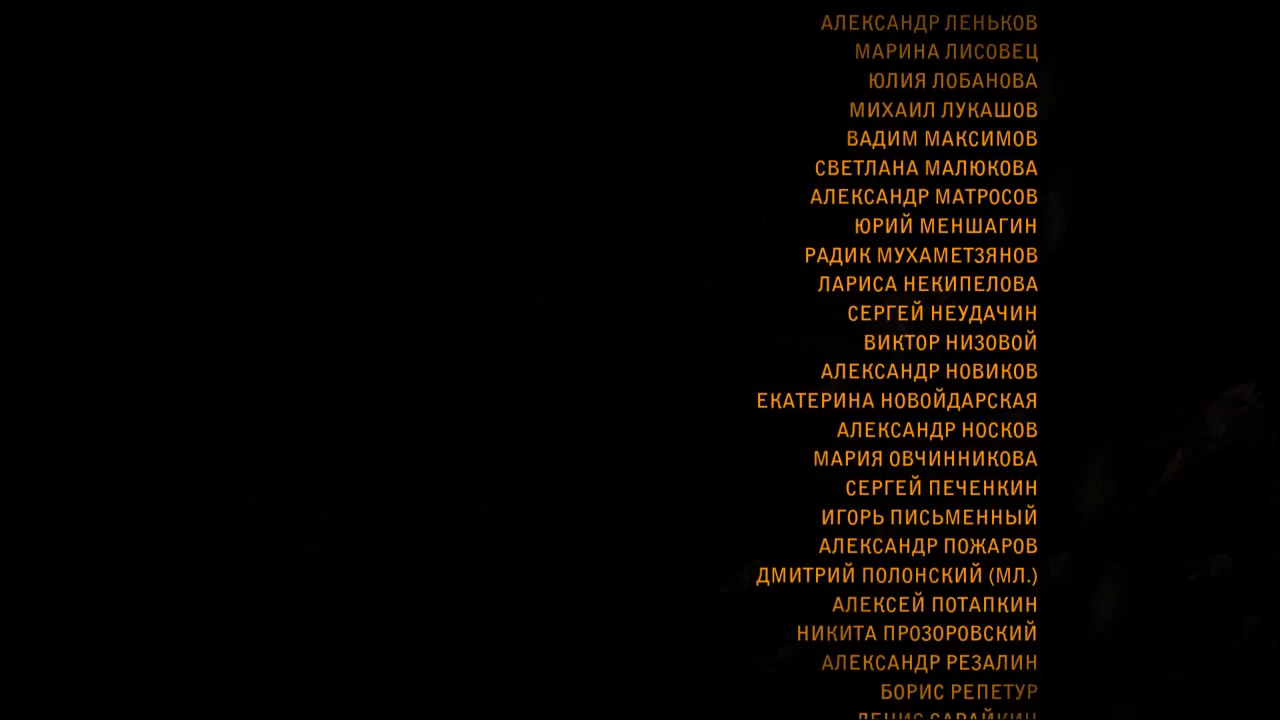 АЛЕКСАНДР ЛЕНЬКОВ
МАРИНА ЛИСОВЕЦ
ЮЛИЯ ЛОБАНОВА
МИХАИЛ ЛУКАШОВ
ВАДИМ МАКСИМОВ
СВЕТЛАНА МАЛЮКОВА
АЛЕКСАНДР МАТРОСОВ
ЮРИЙ МЕНШАГИН
РАДИК МУХАМЕТЗЯНОВ
ЛАРИСА НЕКИПЕЛОВА
СЕРГЕЙ НЕУДАЧИН
ВИКТОР НИЗОВОЙ
АЛЕКСАНДР НОВИКОВ
ЕКАТЕРИНА НОВОЙДАРСКАЯ
АЛЕКСАНДР НОСКОВ
МАРИЯ ОВЧИННИКОВА
СЕРГЕЙ ПЕЧЕНКИН
ИГОРЬ ПИСЬМЕННЫЙ
АЛЕКСАНДР ПОЖАРОВ
ДМИТРИЙ ПОЛОНСКИЙ (МЛ.)
АЛЕКСЕЙ ПОТАПКИН
НИКИТА ПРОЗОРОВСКИЙ
АЛЕКСАНДР РЕЗАЛИН
БОРИС РЕПЕТУР